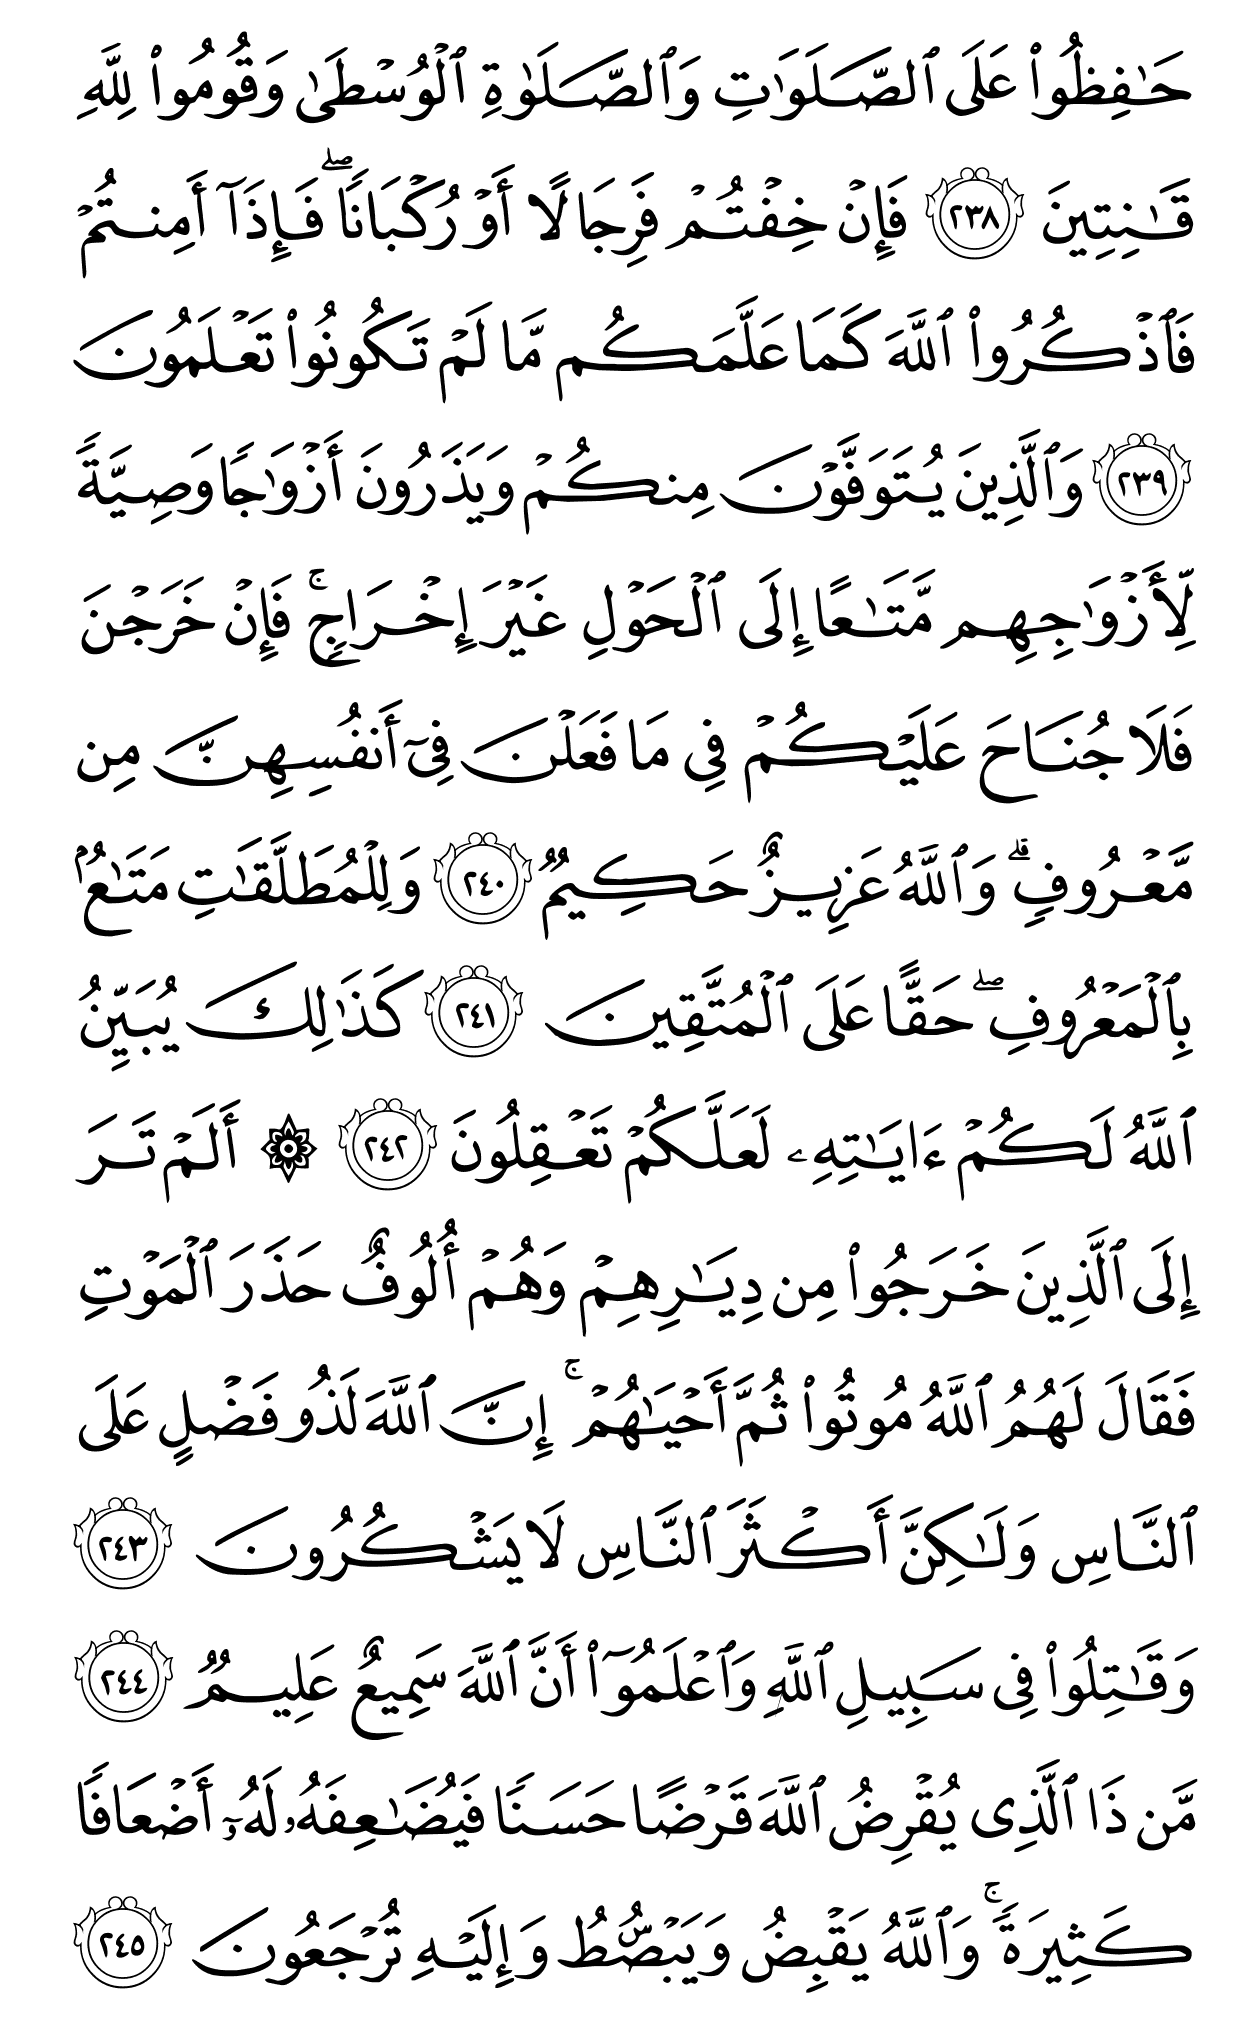 حَٰفِظُوا۟ عَلَى ٱلصَّلَوَٰتِ وَٱلصَّلَوٰةِ ٱلْوُسْطَىٰ وَقُومُوا۟ لِلَّهِ
قَٰنِتِينَ ٢٣٨ فَإِنْ خِفْتُمْ فَرِجَالًا أَوْ رُكْبَانًا ۖ فَإِذَآ أَمِنتُمْ
فَٱذْكُرُوا۟ ٱللَّهَ كَمَا عَلَّمَكُم مَّا لَمْ تَكُونُوا۟ تَعْلَمُونَ
٢٣٩ وَٱلَّذِينَ يُتَوَفَّوْنَ مِنكُمْ وَيَذَرُونَ أَزْوَٰجًا وَصِيَّةً
لِّأَزْوَٰجِهِم مَّتَٰعًا إِلَى ٱلْحَوْلِ غَيْرَ إِخْرَاجٍ ۚ فَإِنْ خَرَجْنَ
فَلَا جُنَاحَ عَلَيْكُمْ فِى مَا فَعَلْنَ فِىٓ أَنفُسِهِنَّ مِن
مَّعْرُوفٍ ۗ وَٱللَّهُ عَزِيزٌ حَكِيمٌ ٢٤٠ وَلِلْمُطَلَّقَٰتِ مَتَٰعٌۢ
بِٱلْمَعْرُوفِ ۖ حَقًّا عَلَى ٱلْمُتَّقِينَ ٢٤١ كَذَٰلِكَ يُبَيِّنُ
ٱللَّهُ لَكُمْ ءَايَٰتِهِۦ لَعَلَّكُمْ تَعْقِلُونَ ٢٤٢ ۞ أَلَمْ تَرَ
إِلَى ٱلَّذِينَ خَرَجُوا۟ مِن دِيَٰرِهِمْ وَهُمْ أُلُوفٌ حَذَرَ ٱلْمَوْتِ
فَقَالَ لَهُمُ ٱللَّهُ مُوتُوا۟ ثُمَّ أَحْيَٰهُمْ ۚ إِنَّ ٱللَّهَ لَذُو فَضْلٍ عَلَى
ٱلنَّاسِ وَلَٰكِنَّ أَكْثَرَ ٱلنَّاسِ لَا يَشْكُرُونَ ٢٤٣
وَقَٰتِلُوا۟ فِى سَبِيلِ ٱللَّهِ وَٱعْلَمُوٓا۟ أَنَّ ٱللَّهَ سَمِيعٌ عَلِيمٌ ٢٤٤
مَّن ذَا ٱلَّذِى يُقْرِضُ ٱللَّهَ قَرْضًا حَسَنًا فَيُضَٰعِفَهُۥ لَهُۥٓ أَضْعَافًا
كَثِيرَةً ۚ وَٱللَّهُ يَقْبِضُ وَيَبْصُۜطُ وَإِلَيْهِ تُرْجَعُونَ ٢٤٥